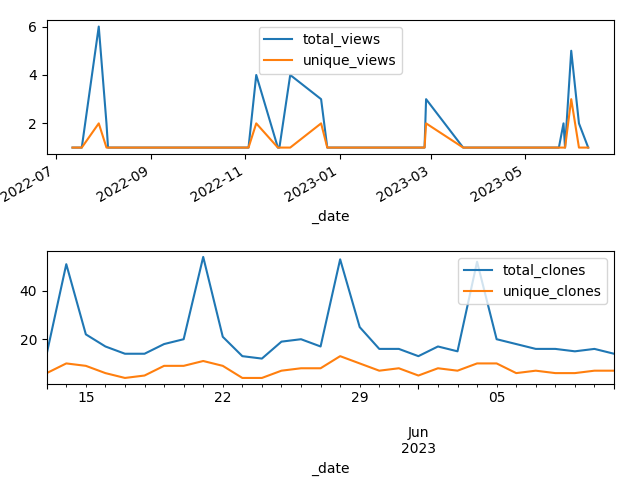 6
4
2
total_views
unique_views
2022-07
2022-09
2022-11
2023-01
2023-03
2023-05
_date
40
20
total_clones
unique_clones
15
22
29
05
Jun
2023
_date